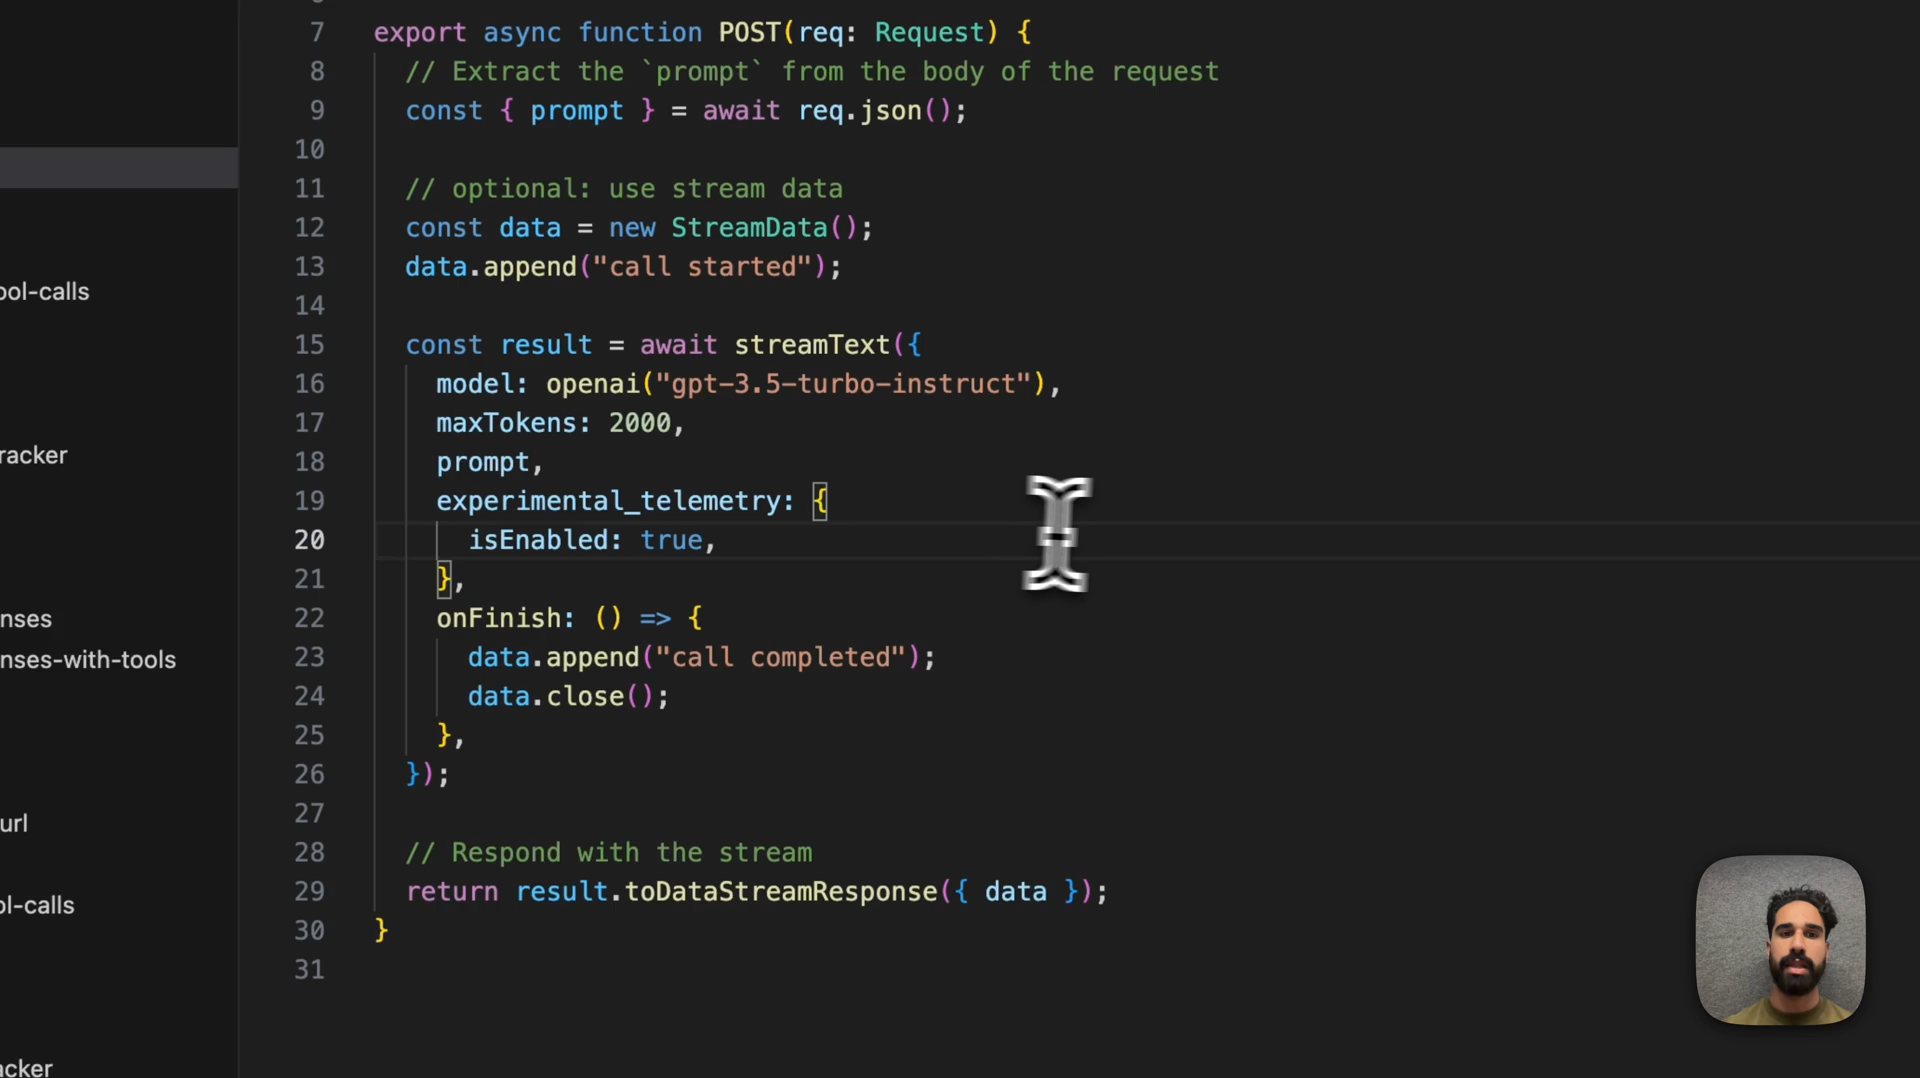 7 export async function POST(req: Request) {
8 // Extract the `prompt` from the body of the request
9 const { prompt } = await req.json();
10
11 // optional: use stream data
12 const data = new StreamData();
13 data.append("call started");
ool-calls
14
15 const result = await streamText({
16 model: openai("gpt-3.5-turbo-instruct"),
17 maxTokens: 2000,
racker
18 prompt,
19 experimental_telemetry: {
20 isEnabled: true,
21 },
nses
22 onFinish: () => {
nses-with-tools
23 data.append("call completed");
24 data.close();
25 },
26 });
url
27
28 // Respond with the stream
ol-calls
29 return result.toDataStreamResponse({ data });
30 }
31
acker